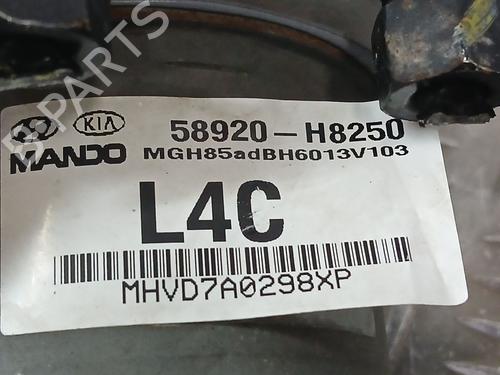 KIA
58920-H8250
MANDO
MGH85adBH6013V103
L4C
MHVD7A0298XP
B-PARTS